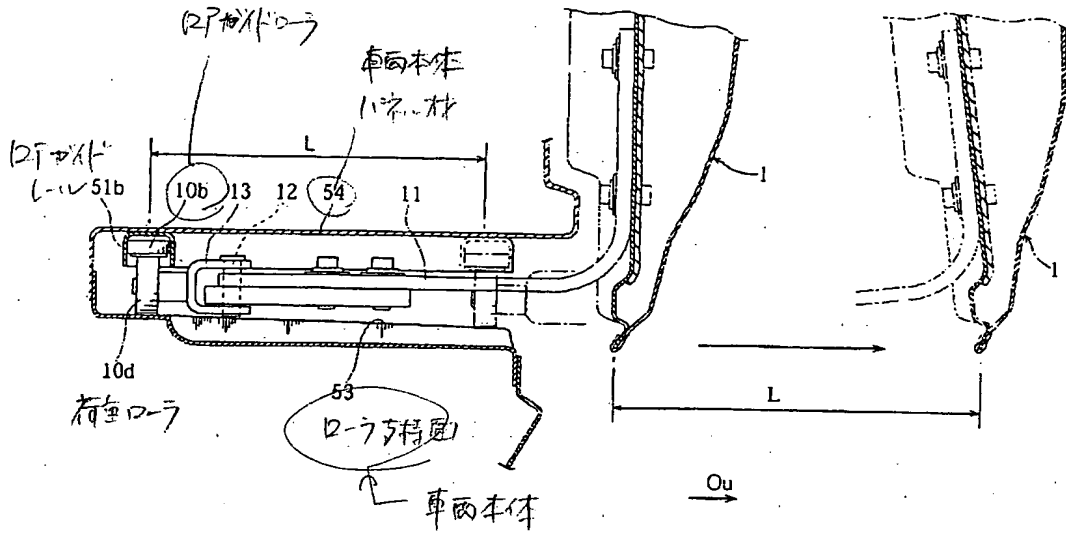 ロアガイドローラ
車両本体
パネル材
L
ロアガイド
レール 51b
10b 13 12 54 11
1
1
10d
荷重ローラ
53
ローラ支持面
車両本体
L
Ou